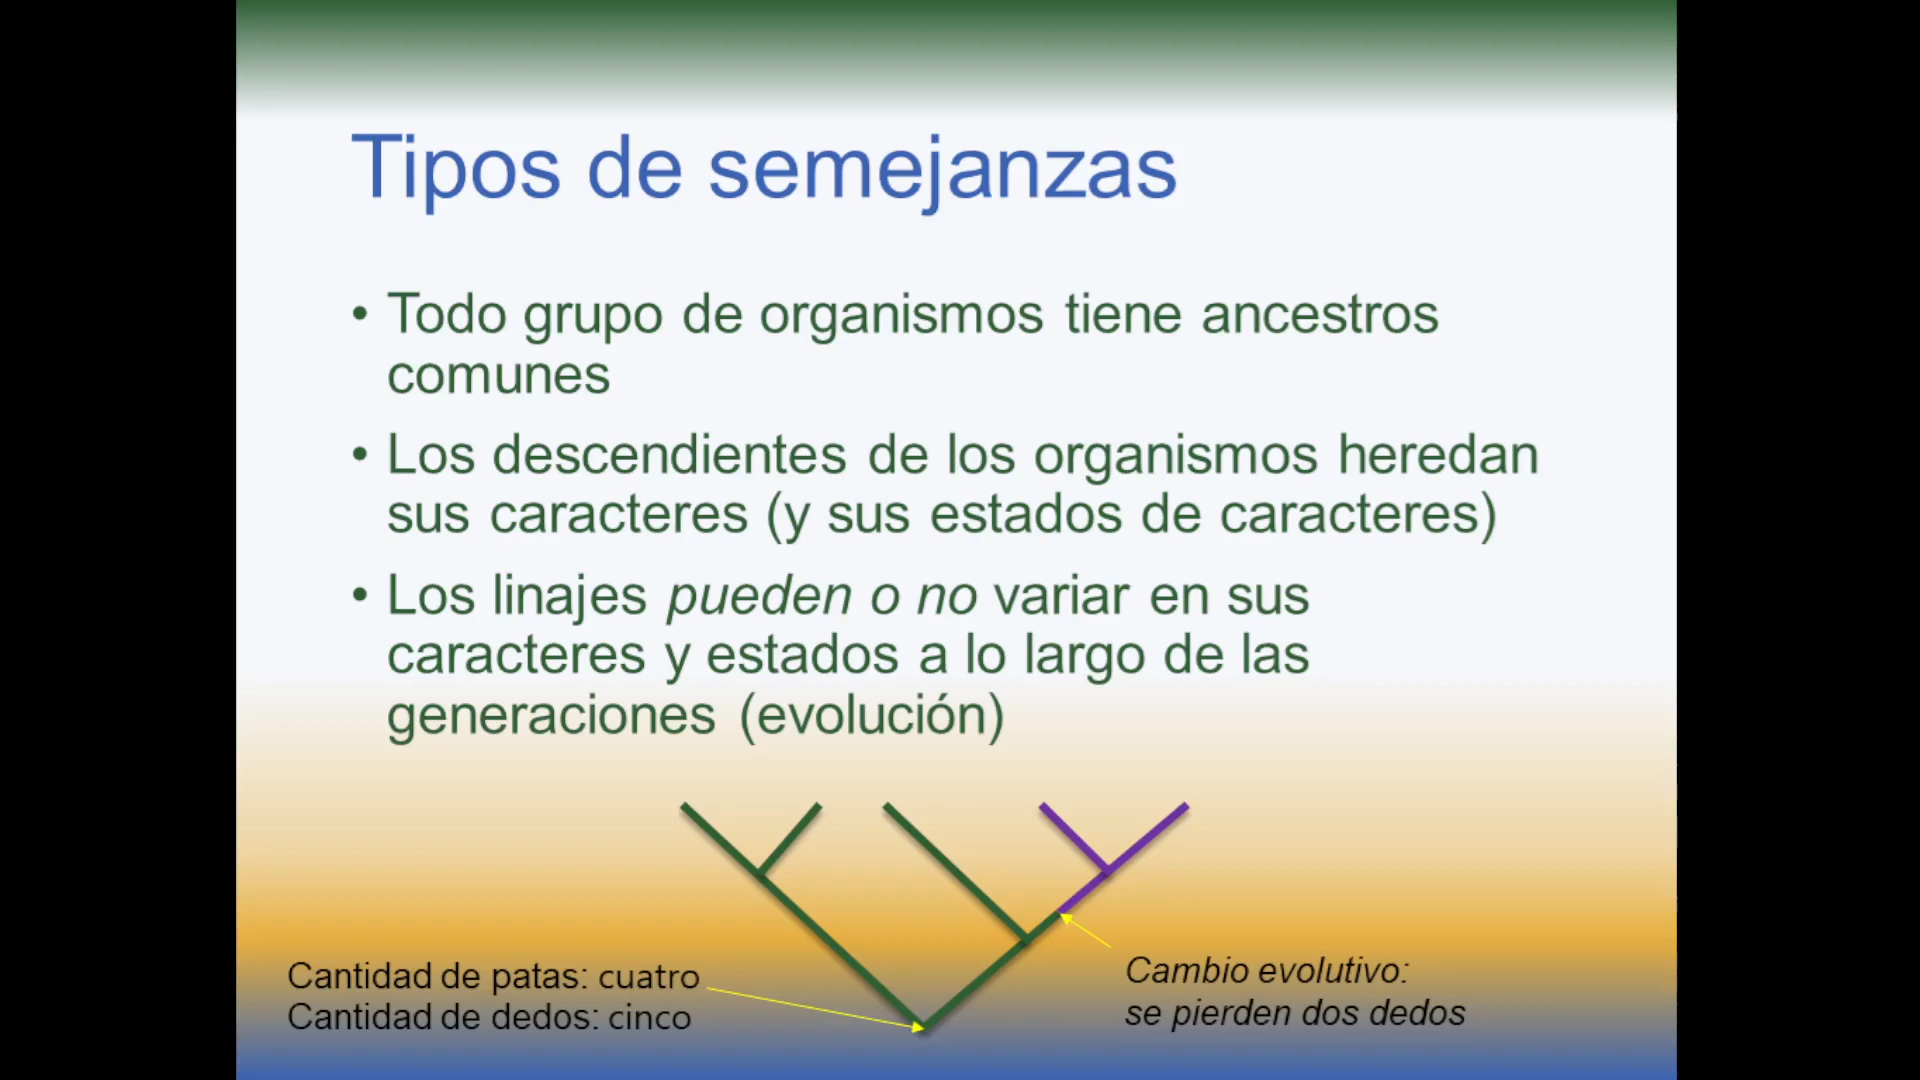 Tipos de semejanzas
• Todo grupo de organismos tiene ancestros
comunes
• Los descendientes de los organismos heredan
sus caracteres (y sus estados de caracteres)
• Los linajes pueden o no variar en sus
caracteres y estados a lo largo de las
generaciones (evolución)
Cantidad de patas: cuatro
Cantidad de dedos: cinco
Cambio evolutivo:
se pierden dos dedos